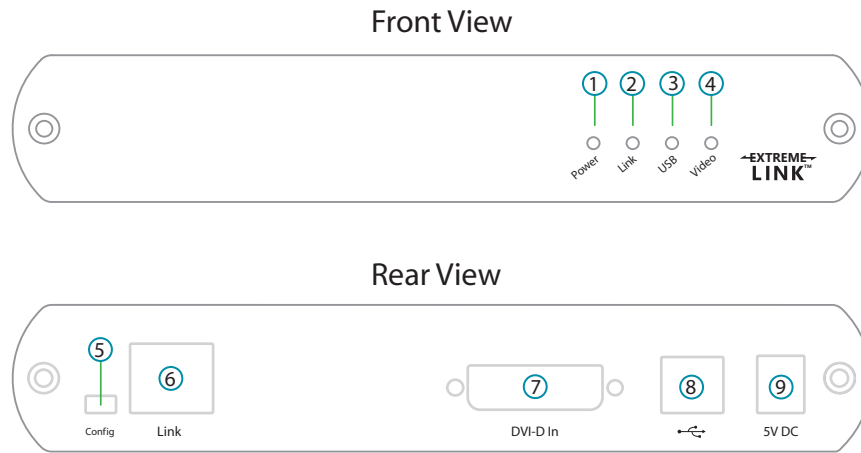 Front View
① ② ③ ④
Power Link USB Video
EXTREME
LINK™
Rear View
⑤
⑥ ⑦ ⑧ ⑨
Config Link DVI-D In 5V DC